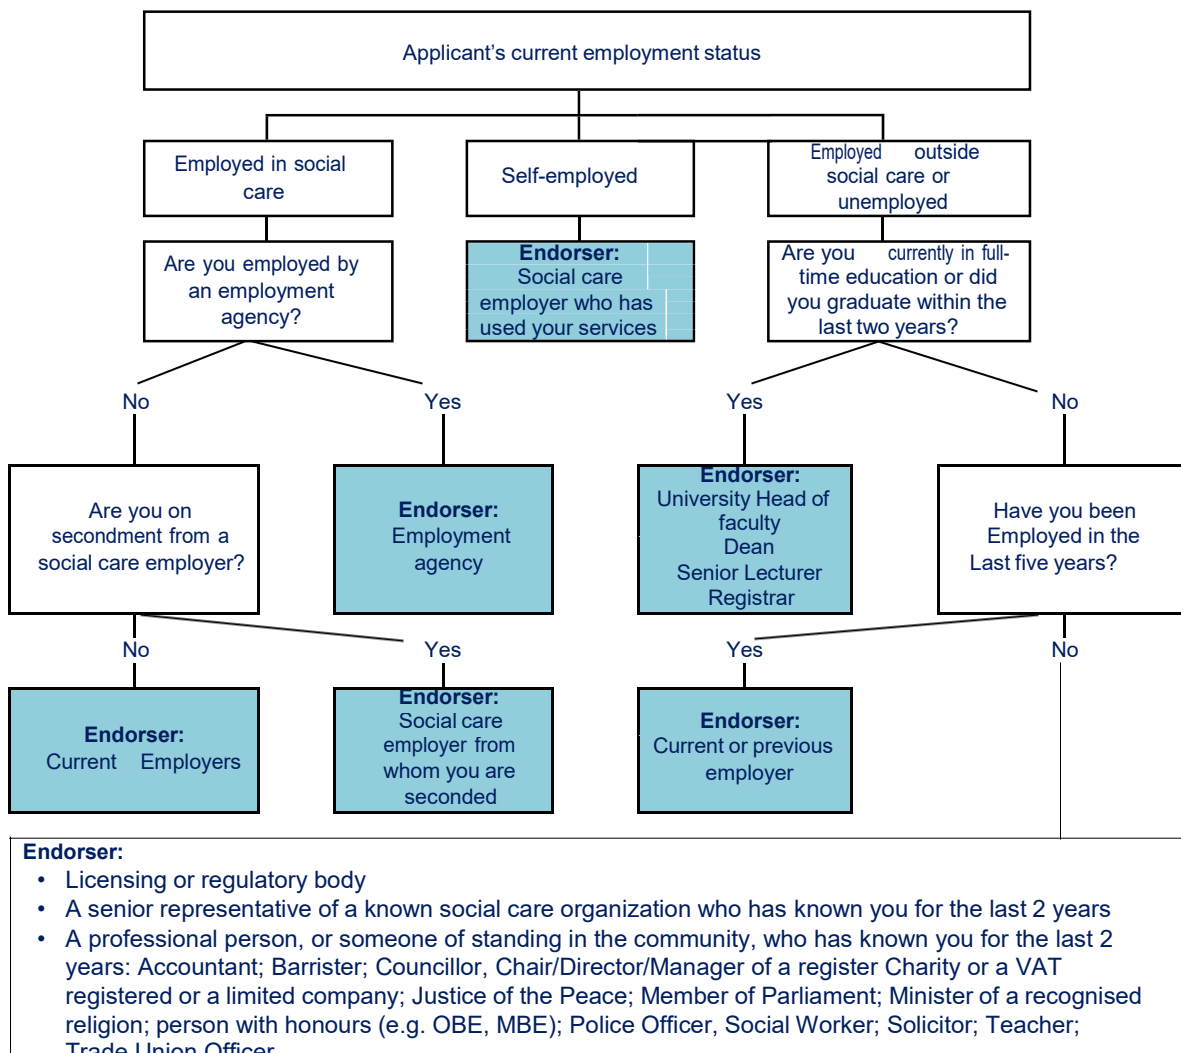 Applicant's current employment status
Employed in social
care
Self-employed
Employed outside
social care or
unemployed
Are you employed by
an employment
agency?
Endorser:
Social care
employer who has
used your services
Are you currently in full-
time education or did
you graduate within the
last two years?
No
Yes
Yes
No
Are you on
secondment from a
social care employer?
Endorser:
Employment
agency
Endorser:
University Head of
faculty
Dean
Senior Lecturer
Registrar
Have you been
Employed in the
Last five years?
No
Yes
Yes
No
Endorser:
Current Employers
Endorser:
Social care
employer from
whom you are
seconded
Endorser:
Current or previous
employer
Endorser:
• Licensing or regulatory body
• A senior representative of a known social care organization who has known you for the last 2 years
• A professional person, or someone of standing in the community, who has known you for the last 2
years: Accountant; Barrister; Councillor, Chair/Director/Manager of a register Charity or a VAT
registered or a limited company; Justice of the Peace; Member of Parliament; Minister of a recognised
religion; person with honours (e.g. OBE, MBE); Police Officer, Social Worker; Solicitor; Teacher;
Trade Union Officer